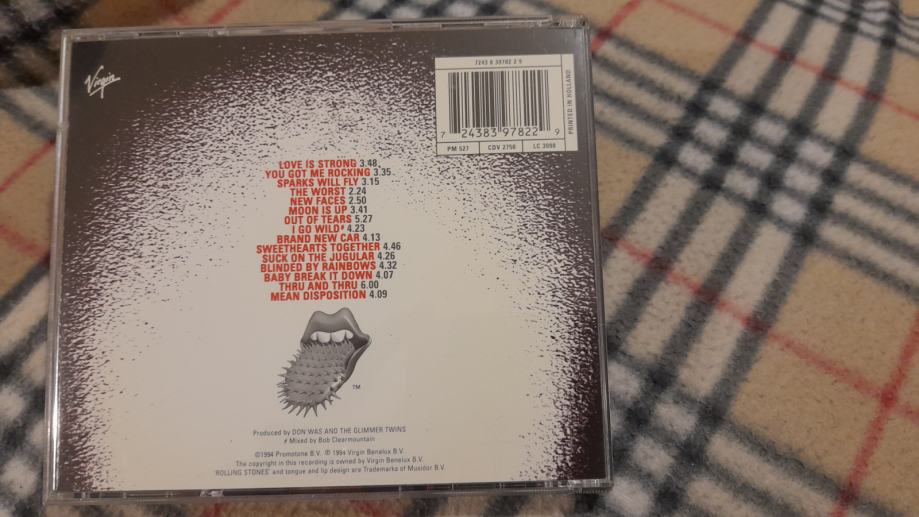 Virgin
7243 8 39782 2 9
7 24383 97822 9
PM 527 CDV 2750 LC 3098
PRINTED IN HOLLAND
LOVE IS STRONG 3.48
YOU GOT ME ROCKING 3.35
SPARKS WILL FLY 3.15
THE WORST 2.24
NEW FACES 2.50
MOON IS UP 3.41
OUT OF TEARS 5.27
I GO WILD# 4.23
BRAND NEW CAR 4.13
SWEETHEARTS TOGETHER 4.46
SUCK ON THE JUGULAR 4.26
BLINDED BY RAINBOWS 4.32
BABY BREAK IT DOWN 4.07
THRU AND THRU 6.00
MEAN DISPOSITION 4.09
TM
Produced by DON WAS AND THE GLIMMER TWINS
# Mixed by Bob Clearmountain
©1994 Promotone B.V. ℗ 1994 Virgin Benelux B.V.
The copyright in this recording is owned by Virgin Benelux B.V.
'ROLLING STONES' and tongue and lip design are Trademarks of Musidor B.V.